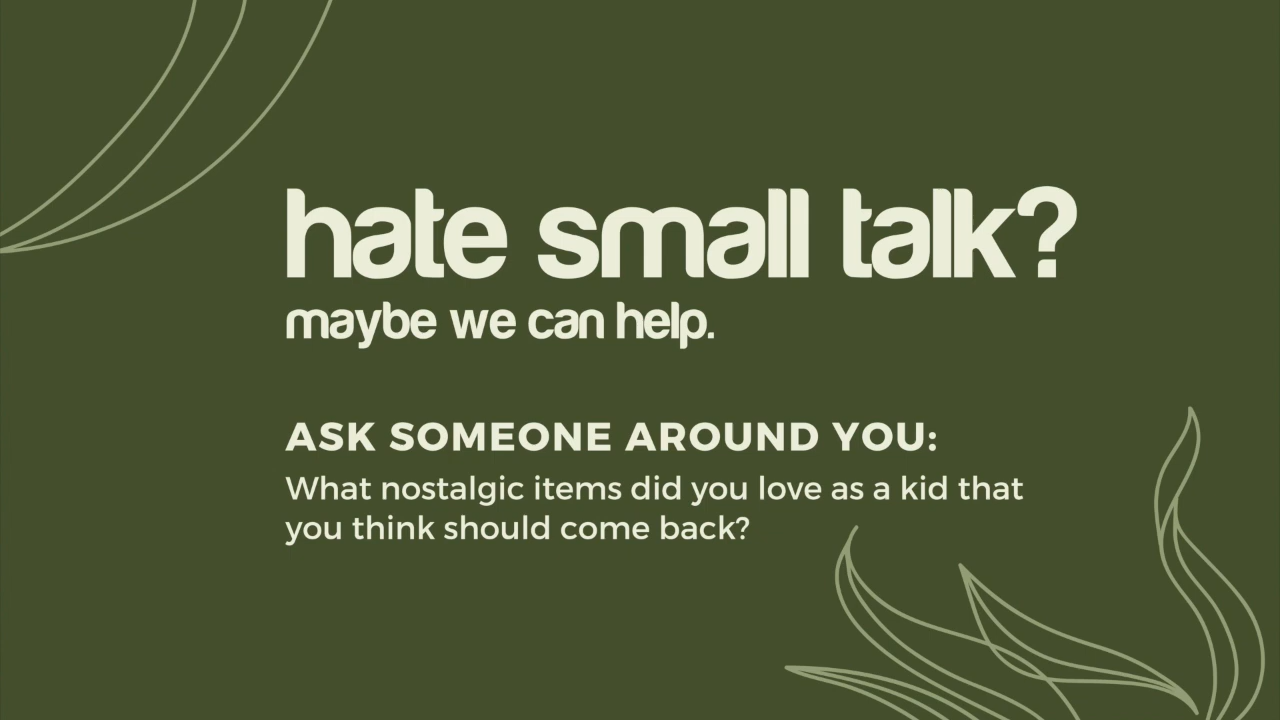 hate small talk?
maybe we can help.
ASK SOMEONE AROUND YOU:
What nostalgic items did you love as a kid that
you think should come back?